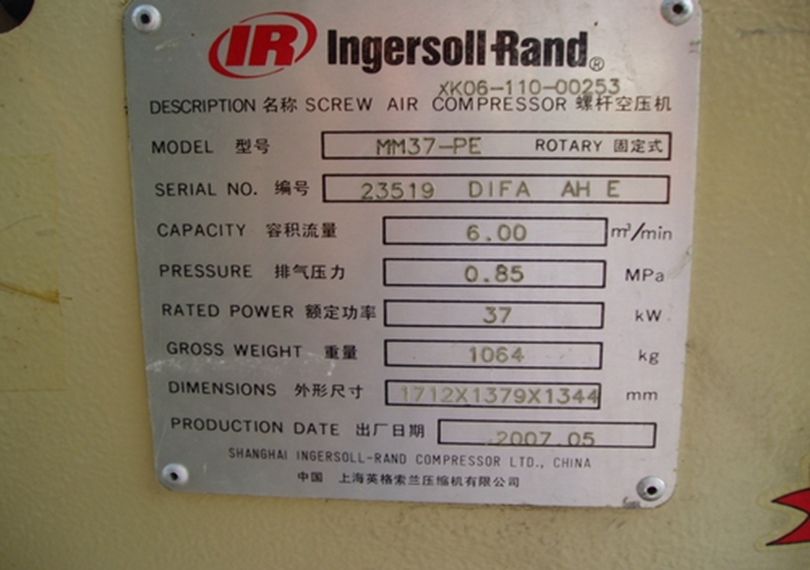 IR Ingersoll-Rand®
XK06-110-00253
DESCRIPTION 名称 SCREW AIR COMPRESSOR 螺杆空压机
MODEL 型号 MM37-PE ROTARY 固定式
SERIAL NO. 编号 23519 DIFA AH E
CAPACITY 容积流量 6.00 m³/min
PRESSURE 排气压力 0.85 MPa
RATED POWER 额定功率 37 kW
GROSS WEIGHT 重量 1064 kg
DIMENSIONS 外形尺寸 1712X1379X1344 mm
PRODUCTION DATE 出厂日期 .2007.05
SHANGHAI INGERSOLL-RAND COMPRESSOR LTD., CHINA
中国 上海英格索兰压缩机有限公司